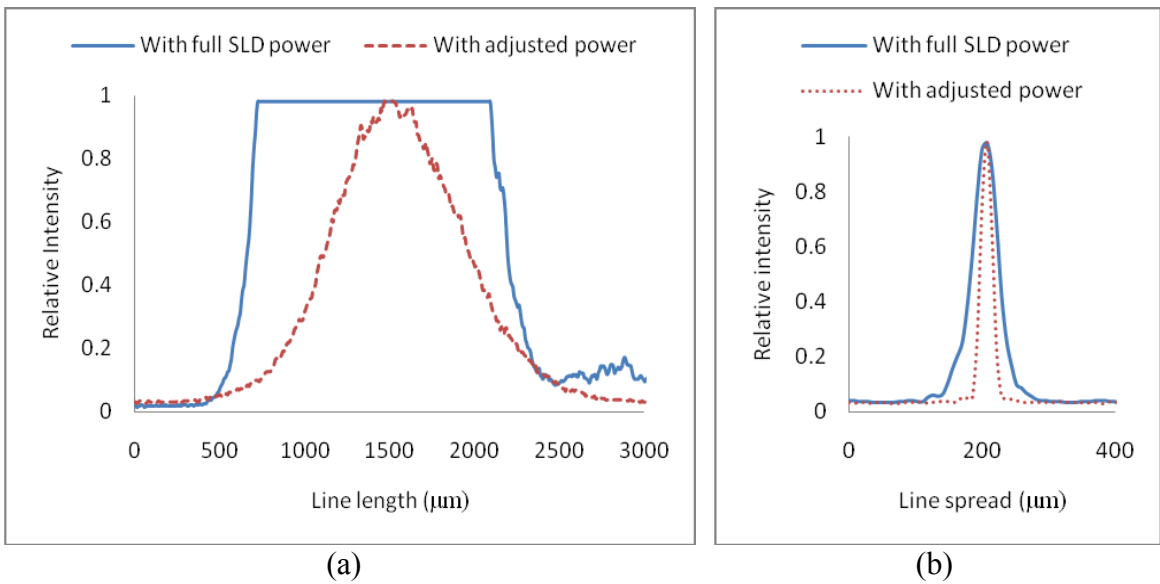 With full SLD power
With adjusted power
1
0.8
0.6
0.4
0.2
0
Relative Intensity
0 500 1000 1500 2000 2500 3000
Line length (μm)
(a)
With full SLD power
With adjusted power
1
0.8
0.6
0.4
0.2
0
Relative intensity
0 200 400
Line spread (μm)
(b)